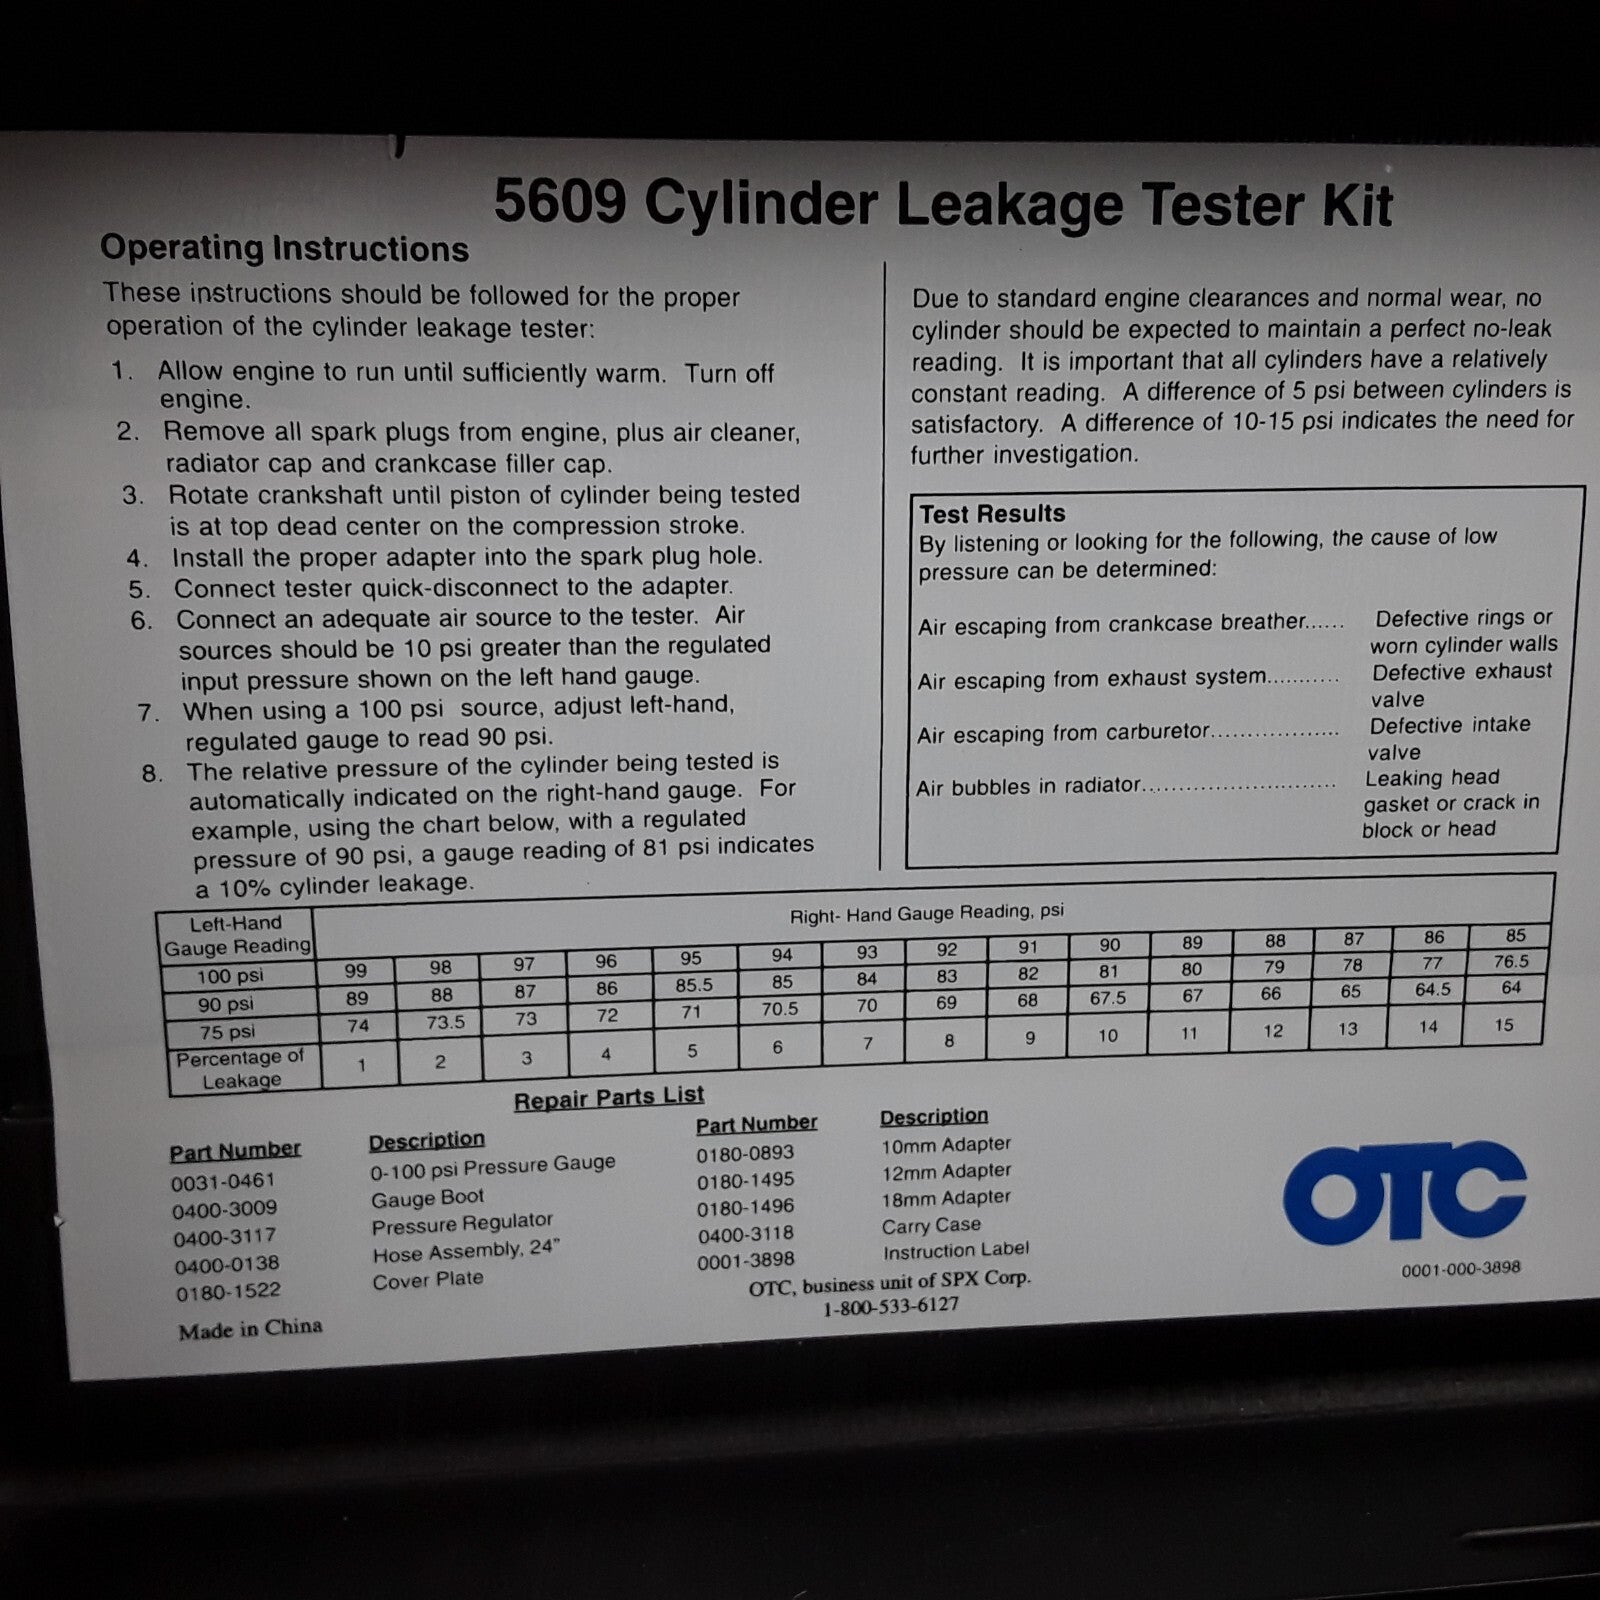 5609 Cylinder Leakage Tester Kit
Operating Instructions
These instructions should be followed for the proper
operation of the cylinder leakage tester:
1. Allow engine to run until sufficiently warm. Turn off
engine.
2. Remove all spark plugs from engine, plus air cleaner,
radiator cap and crankcase filler cap.
3. Rotate crankshaft until piston of cylinder being tested
is at top dead center on the compression stroke.
4. Install the proper adapter into the spark plug hole.
5. Connect tester quick-disconnect to the adapter.
6. Connect an adequate air source to the tester. Air
sources should be 10 psi greater than the regulated
input pressure shown on the left hand gauge.
7. When using a 100 psi source, adjust left-hand,
regulated gauge to read 90 psi.
8. The relative pressure of the cylinder being tested is
automatically indicated on the right-hand gauge. For
example, using the chart below, with a regulated
pressure of 90 psi, a gauge reading of 81 psi indicates
a 10% cylinder leakage.
Due to standard engine clearances and normal wear, no
cylinder should be expected to maintain a perfect no-leak
reading. It is important that all cylinders have a relatively
constant reading. A difference of 5 psi between cylinders is
satisfactory. A difference of 10-15 psi indicates the need for
further investigation.
Test Results
By listening or looking for the following, the cause of low
pressure can be determined:
Air escaping from crankcase breather...... Defective rings or
worn cylinder walls
Air escaping from exhaust system........... Defective exhaust
valve
Air escaping from carburetor................... Defective intake
valve
Air bubbles in radiator............................. Leaking head
gasket or crack in
block or head
Left-Hand
Gauge Reading
Right- Hand Gauge Reading, psi
100 psi 99 98 97 96 95 94 93 92 91 90 89 88 87 86 85
90 psi 89 88 87 86 85.5 85 84 83 82 81 80 79 78 77 76.5
75 psi 74 73.5 73 72 71 70.5 70 69 68 67.5 67 66 65 64.5 64
Percentage of
Leakage 1 2 3 4 5 6 7 8 9 10 11 12 13 14 15
Repair Parts List
Part Number Description Part Number Description
0031-0461 0-100 psi Pressure Gauge 0180-0893 10mm Adapter
0400-3009 Gauge Boot 0180-1495 12mm Adapter
0400-3117 Pressure Regulator 0180-1496 18mm Adapter
0400-0138 Hose Assembly, 24" 0400-3118 Carry Case
0180-1522 Cover Plate 0001-3898 Instruction Label
OTC, business unit of SPX Corp.
1-800-533-6127
Made in China
OTC
0001-000-3898